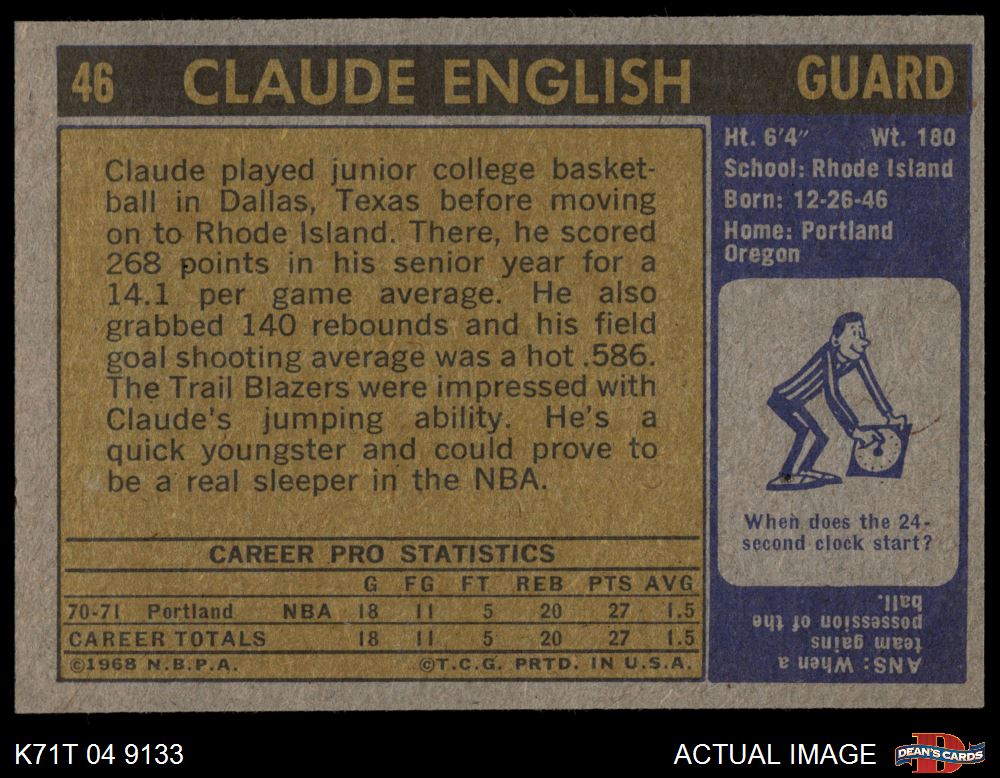 46 CLAUDE ENGLISH GUARD
Claude played junior college basket-
ball in Dallas, Texas before moving
on to Rhode Island. There, he scored
268 points in his senior year for a
14.1 per game average. He also
grabbed 140 rebounds and his field
goal shooting average was a hot .586.
The Trail Blazers were impressed with
Claude's jumping ability. He's a
quick youngster and could prove to
be a real sleeper in the NBA.
CAREER PRO STATISTICS
G FG FT REB PTS AVG
70-71 Portland NBA 18 11 5 20 27 1.5
CAREER TOTALS 18 11 5 20 27 1.5
©1968 N.B.P.A. ©T.C.G. PRTD. IN U.S.A.
Ht. 6'4" Wt. 180
School: Rhode Island
Born: 12-26-46
Home: Portland
Oregon
When does the 24-
second clock start?
ANS: When a
team gains
possession of the
ball.
K71T 04 9133 ACTUAL IMAGE DEAN'S CARDS